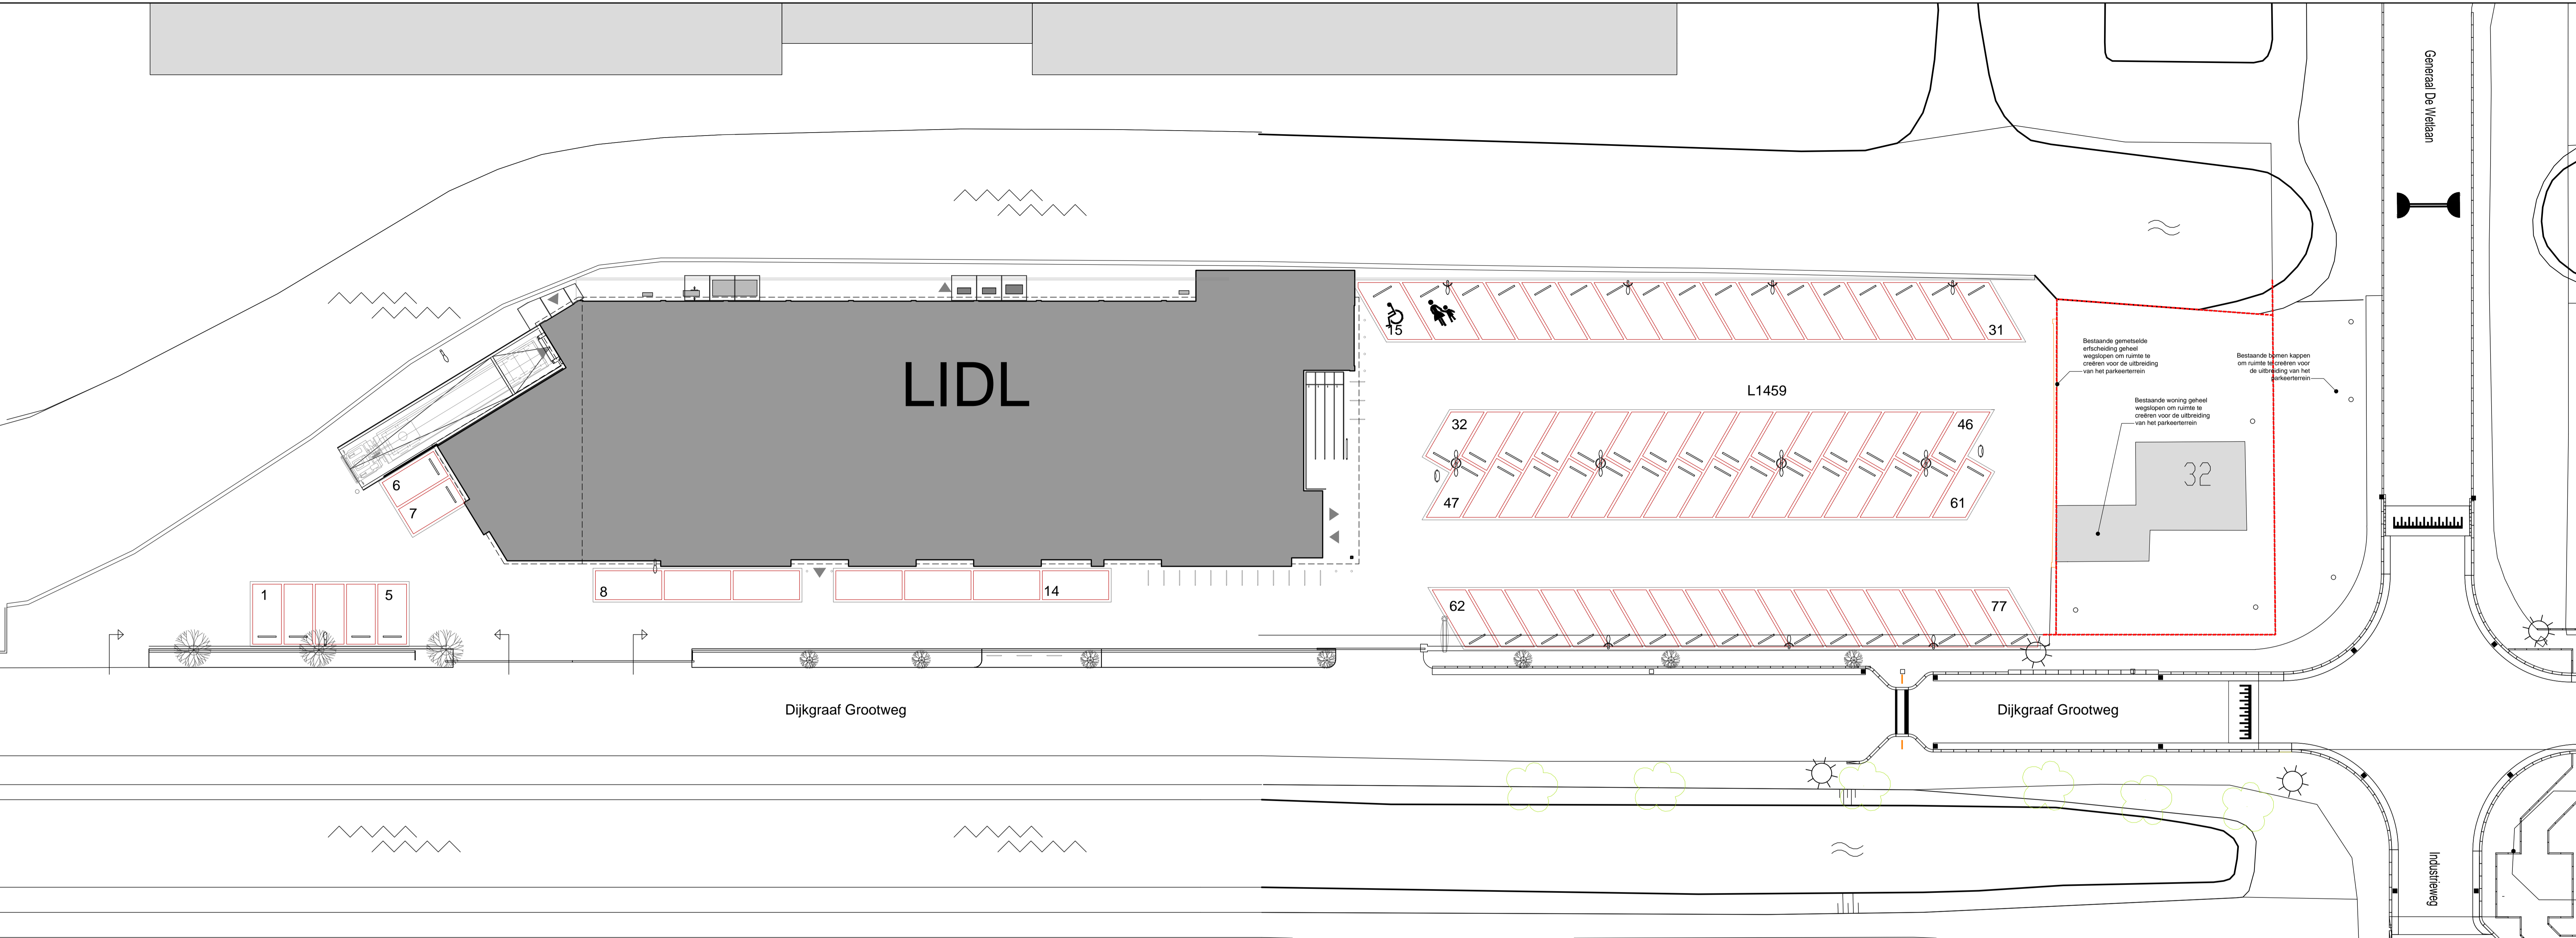 Generaal De Wetlaan
LIDL
15
31
Bestaande gemetselde
erfscheiding geheel
wegslopen om ruimte te
creëren voor de uitbreiding
van het parkeerterrein
Bestaande bomen kappen
om ruimte te creëren voor
de uitbreiding van het
parkeerterrein
L1459
Bestaande woning geheel
wegslopen om ruimte te
creëren voor de uitbreiding
van het parkeerterrein
32
46
32
6
7
47
61
1
5
8
14
62
77
Dijkgraaf Grootweg
Dijkgraaf Grootweg
Industrieweg